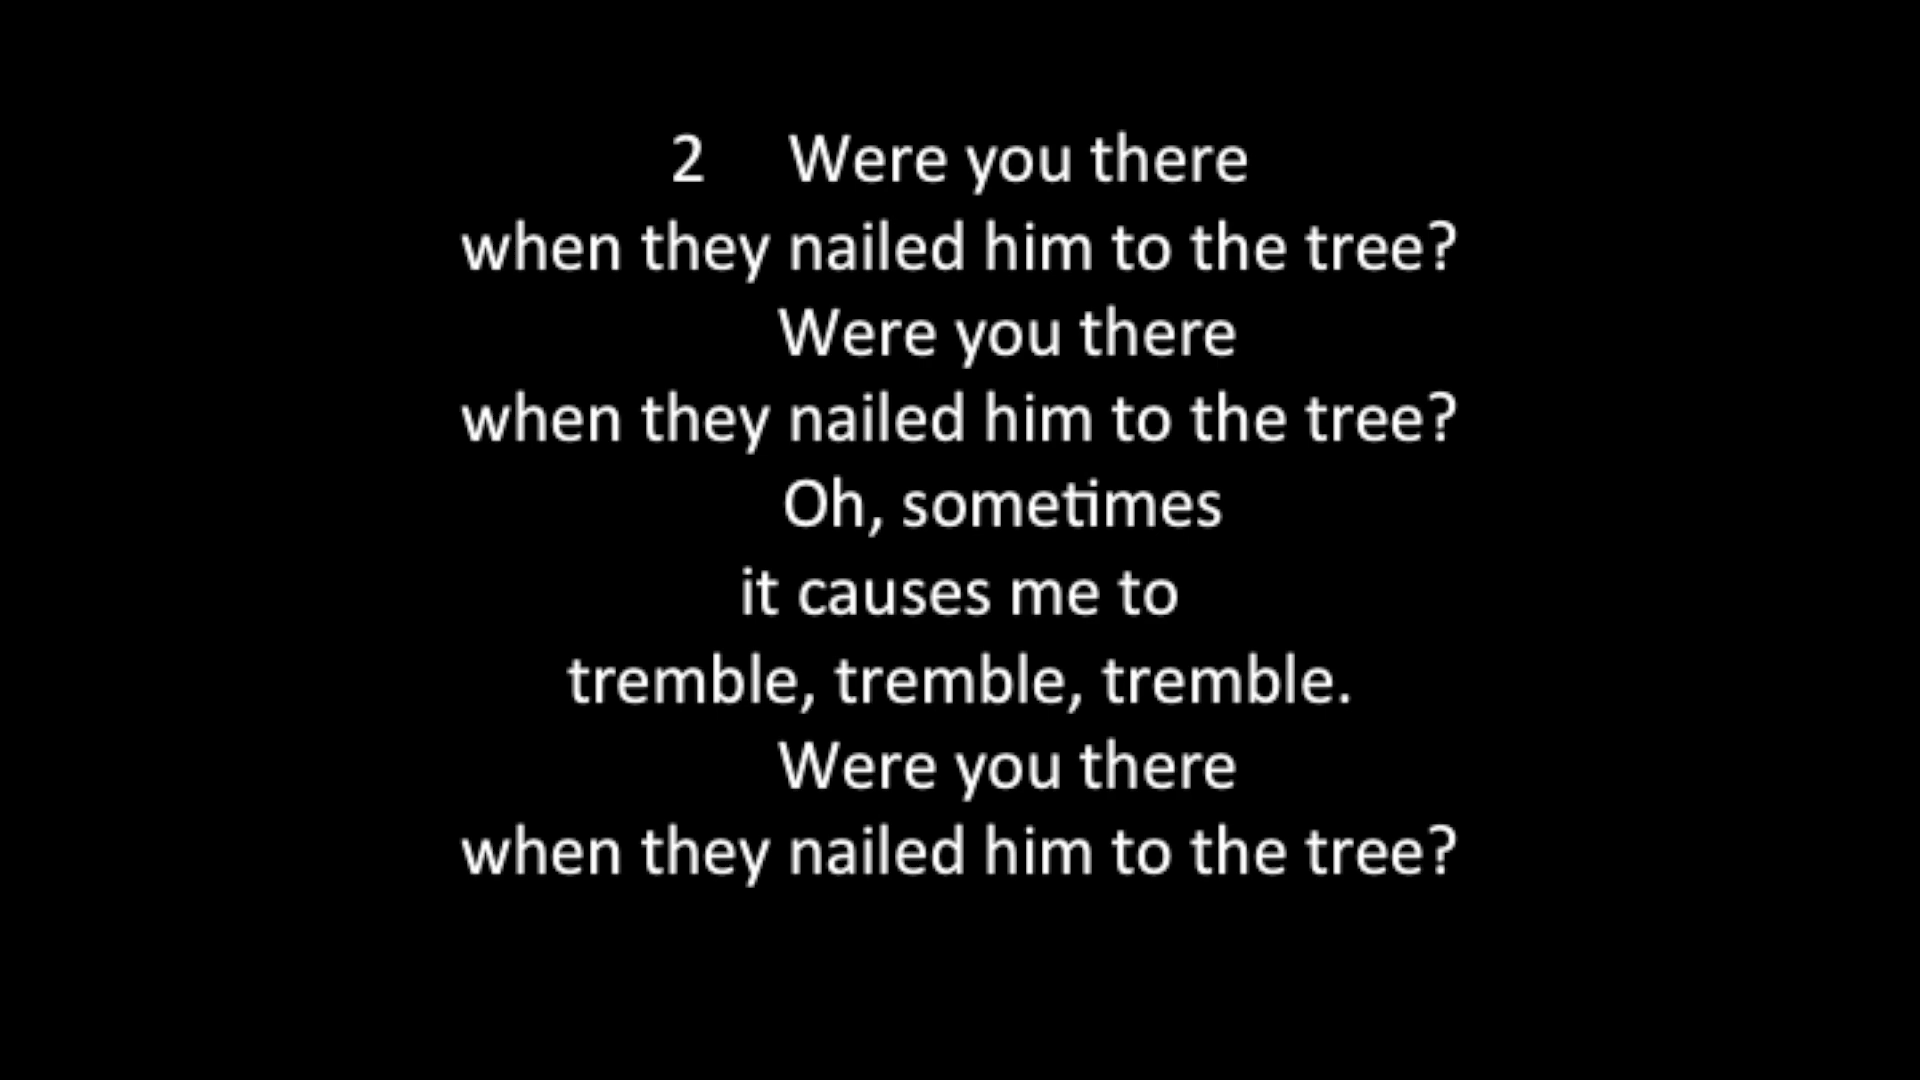 2 Were you there
when they nailed him to the tree?
Were you there
when they nailed him to the tree?
Oh, sometimes
it causes me to
tremble, tremble, tremble.
Were you there
when they nailed him to the tree?